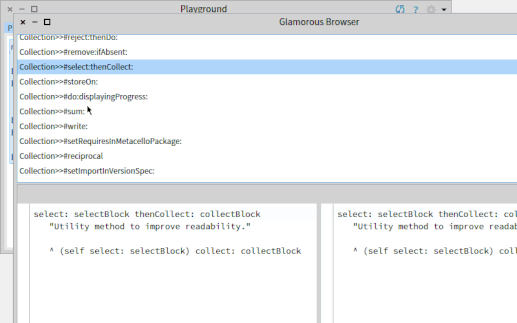 Playground
Glamorous Browser
Collection>>#reject:thenDo:
Collection>>#remove:ifAbsent:
Collection>>#select:thenCollect:
Collection>>#storeOn:
Collection>>#do:displayingProgress:
Collection>>#sum:
Collection>>#write:
Collection>>#setRequiresInMetacelloPackage:
Collection>>#reciprocal
Collection>>#setImportInVersionSpec:
select: selectBlock thenCollect: collectBlock
"Utility method to improve readability."
^ (self select: selectBlock) collect: collectBlock
select: selectBlock thenCollect: col
"Utility method to improve readab
^ (self select: selectBlock) colle